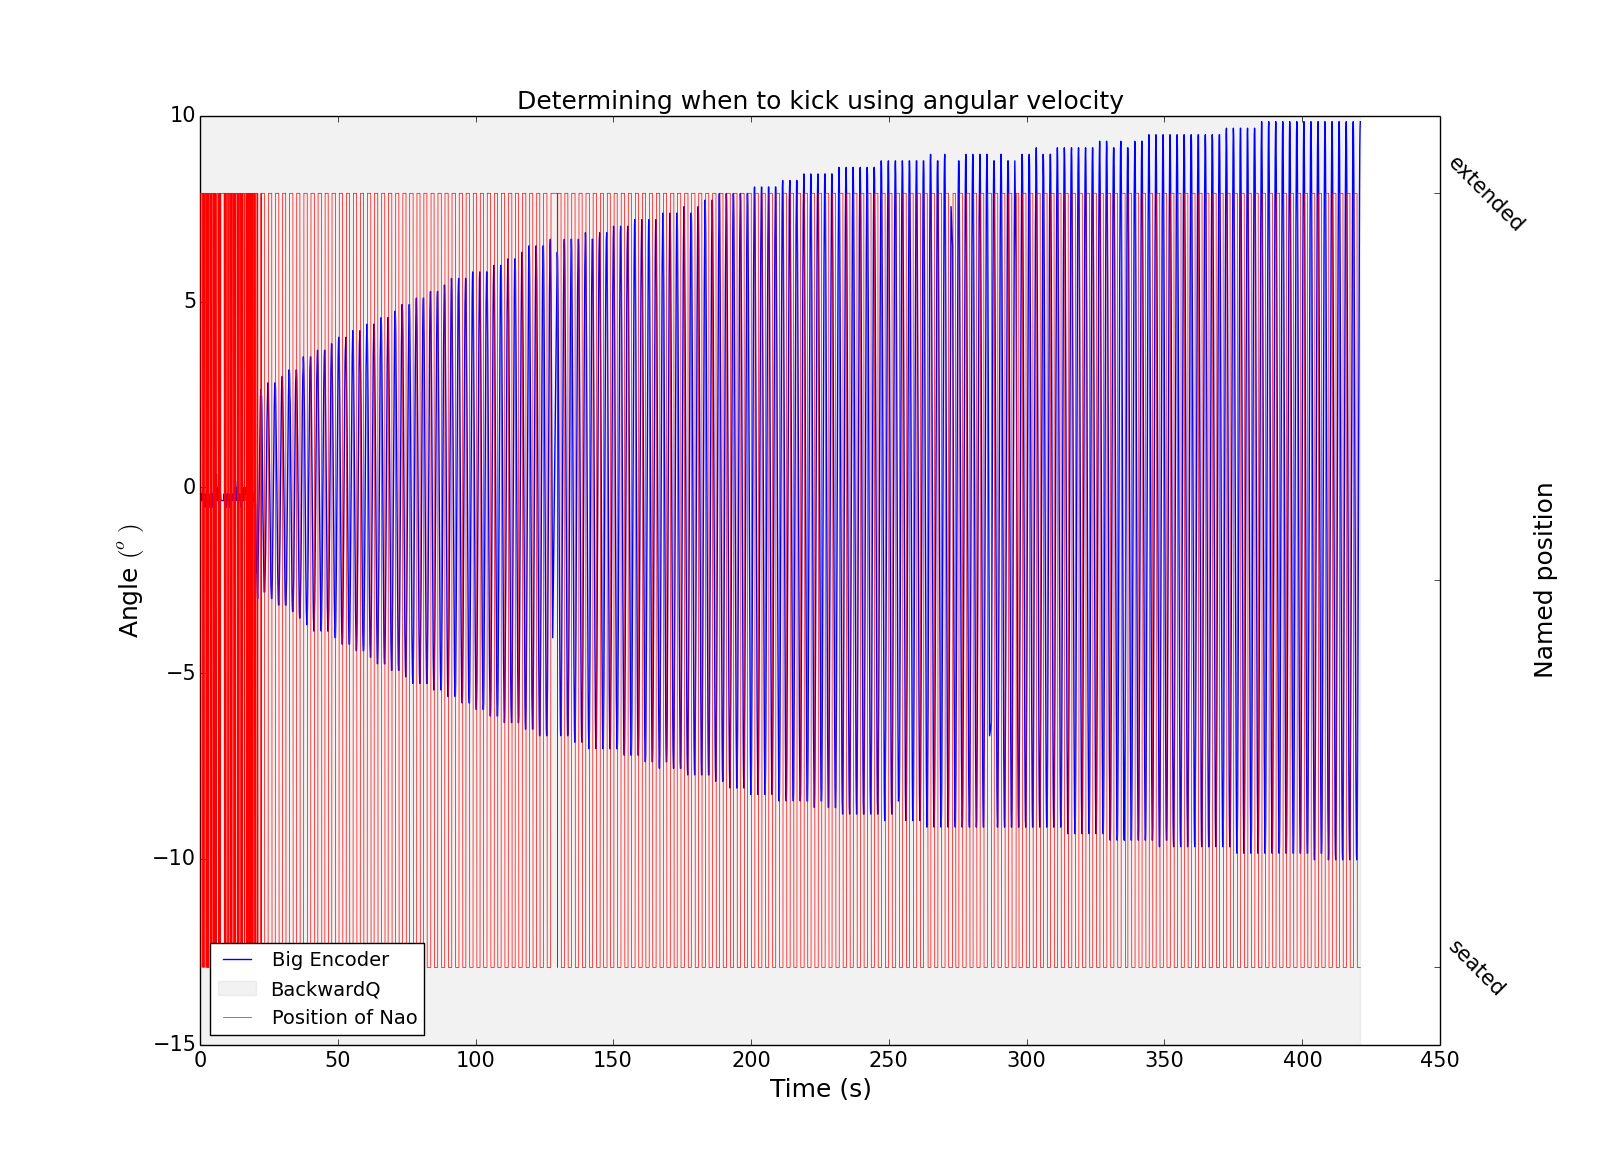 Determining when to kick using angular velocity
10
5
0
−5
−10
−15
Angle (°)
0 50 100 150 200 250 300 350 400 450
Time (s)
extended
seated
Named position
Big Encoder
BackwardQ
Position of Nao